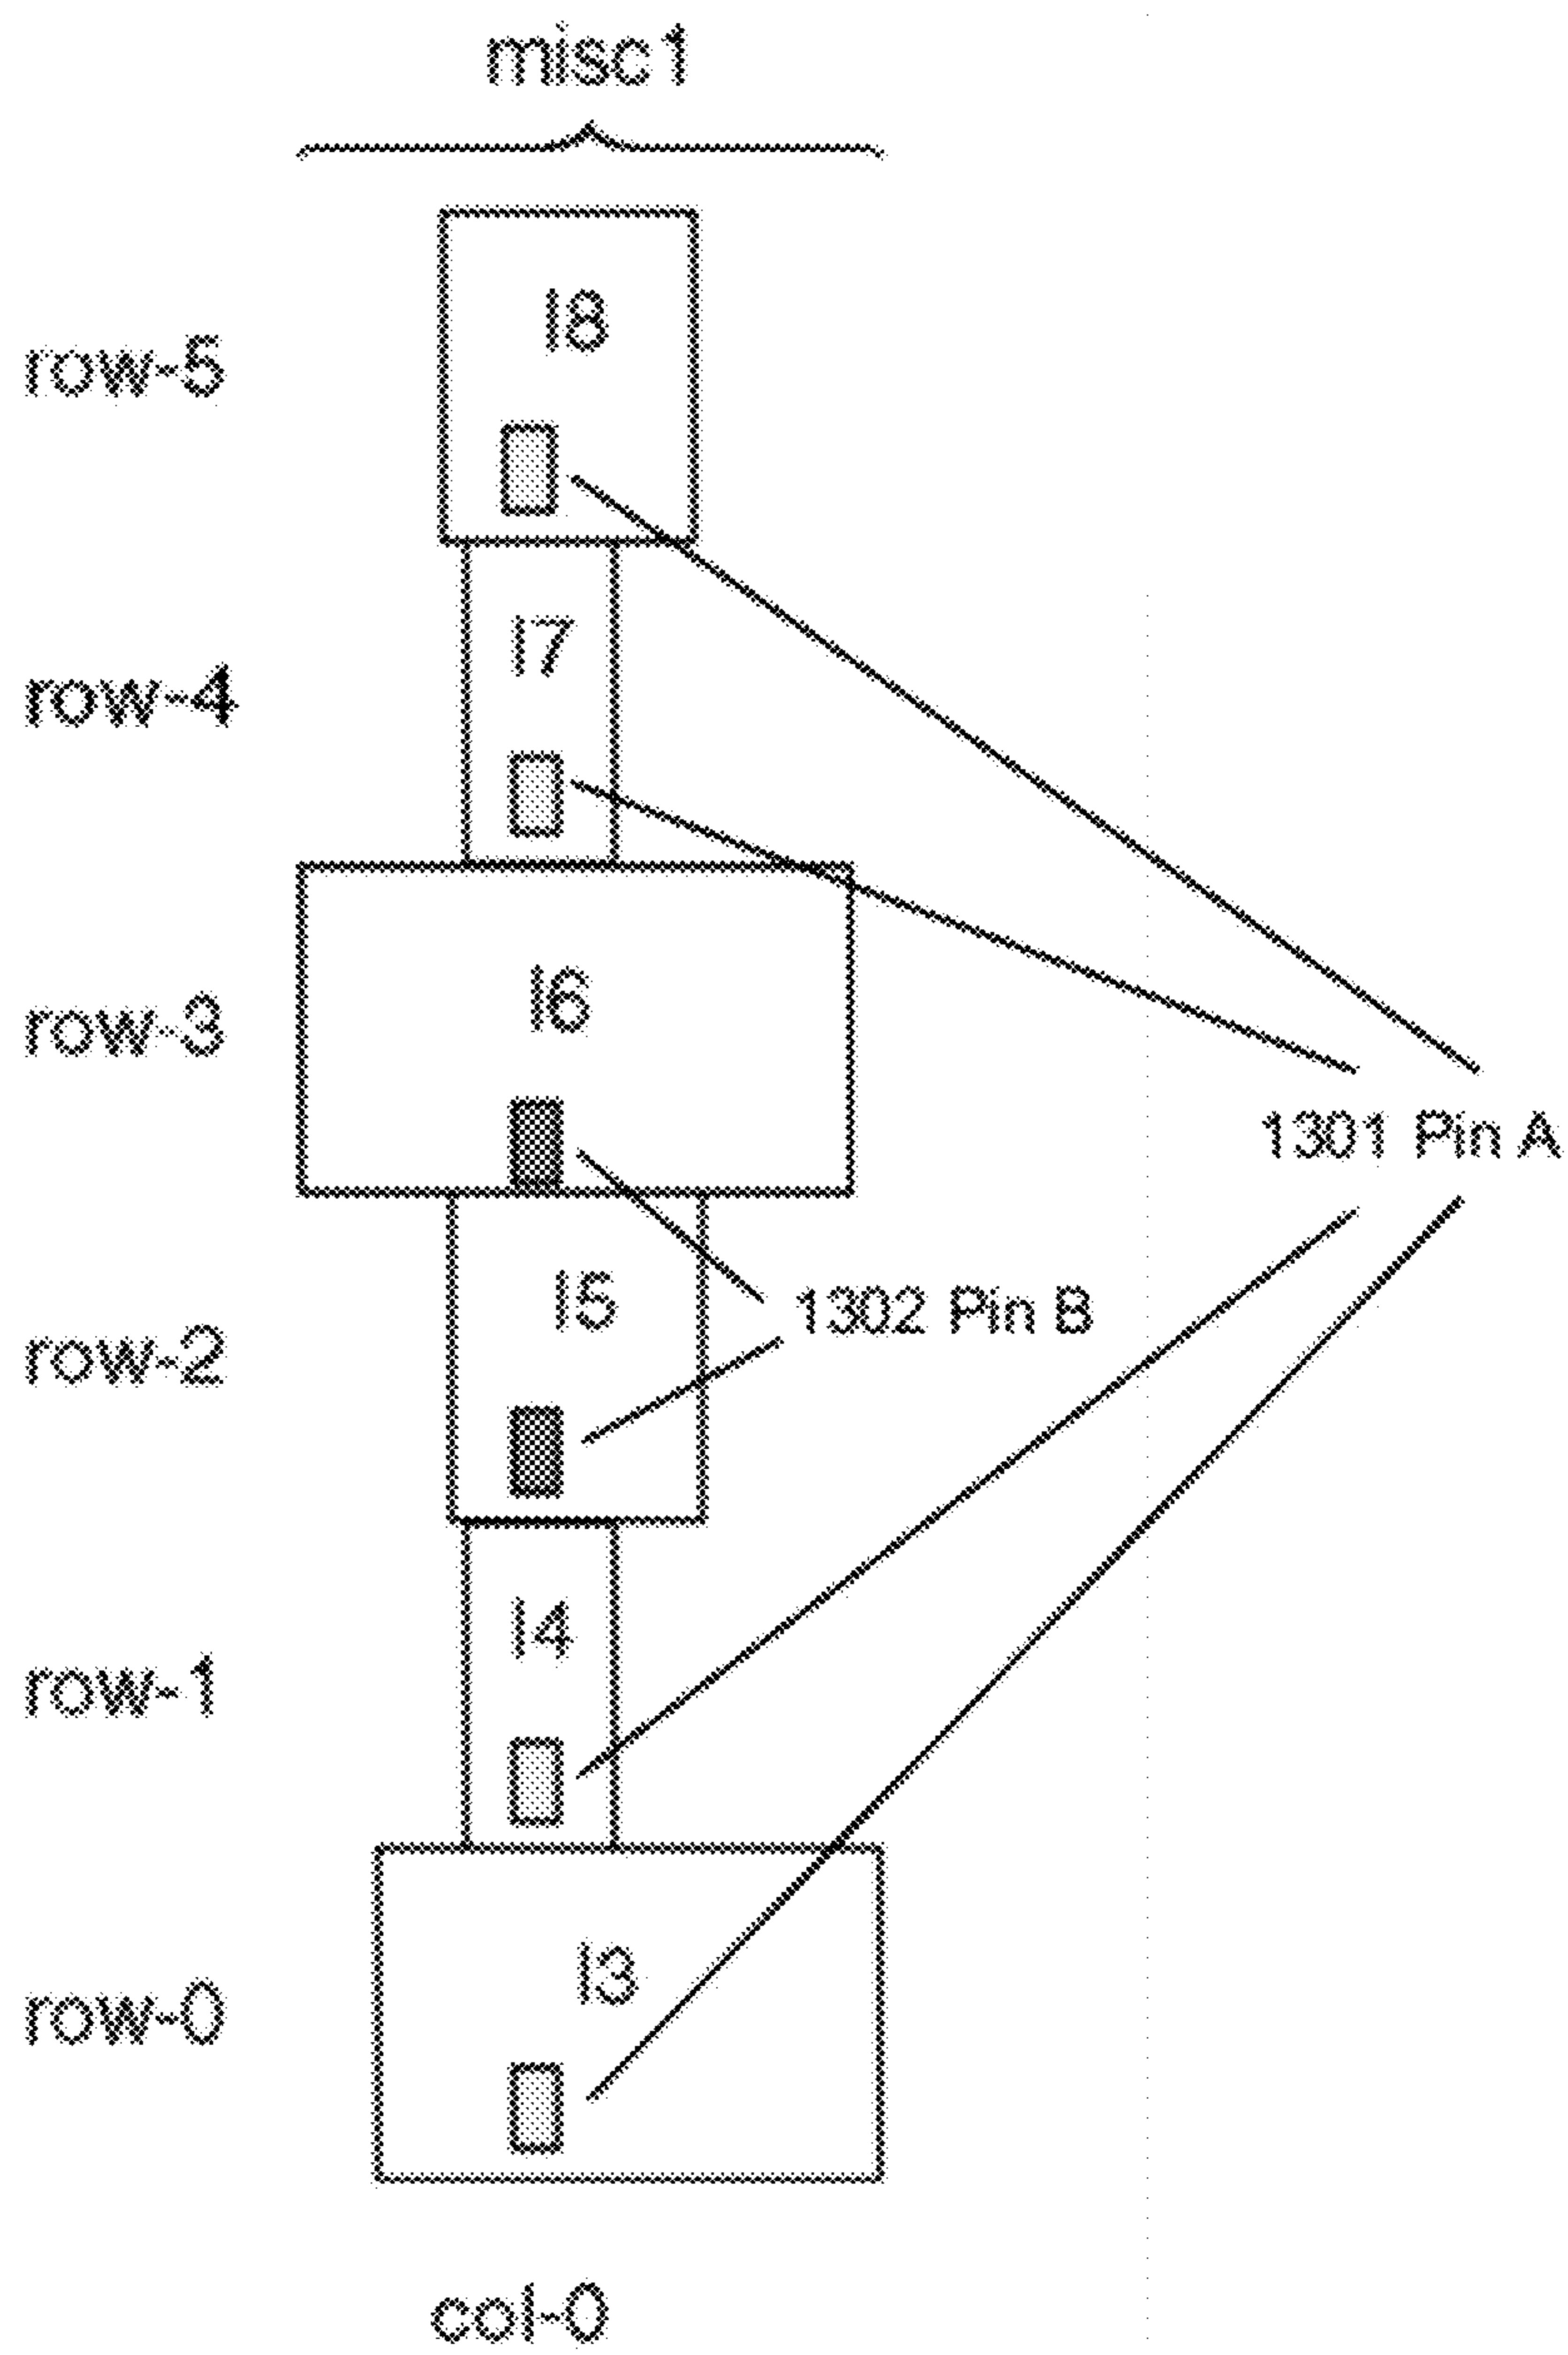 misc1
I8
row-5
I7
row-4
I6
row-3
1301 Pin A
I5
1302 Pin B
row-2
I4
row-1
I3
row-0
col-0